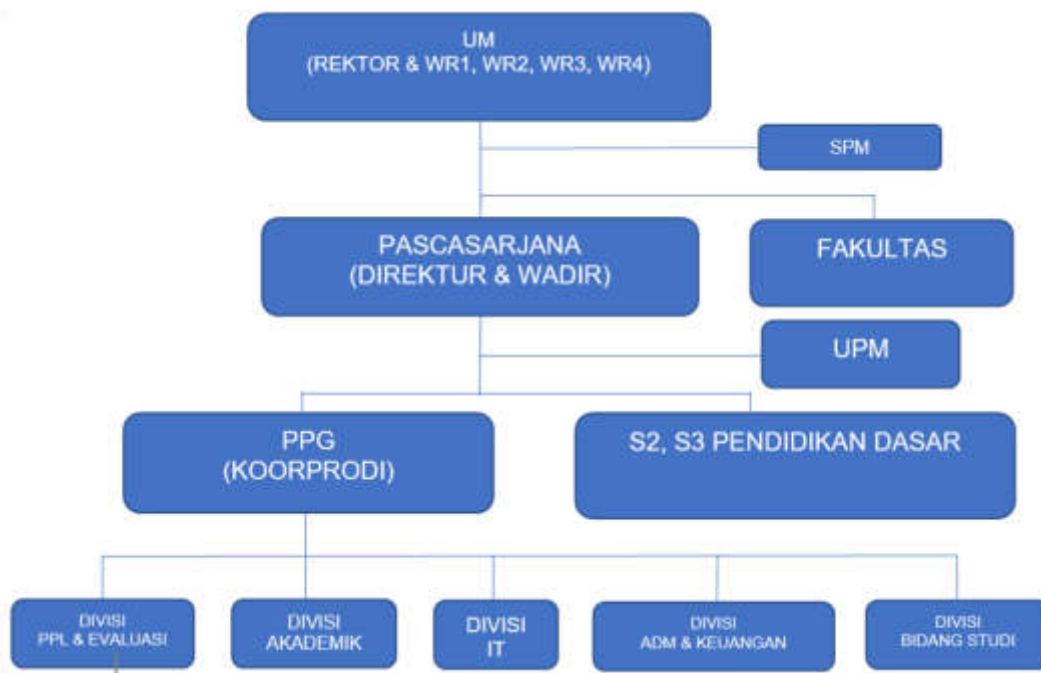 UM
(REKTOR & WR1, WR2, WR3, WR4)
SPM
PASCASARJANA
(DIREKTUR & WADIR)
FAKULTAS
UPM
PPG
(KOORPRODI)
S2, S3 PENDIDIKAN DASAR
DIVISI
PPL & EVALUASI
DIVISI
AKADEMIK
DIVISI
IT
DIVISI
ADM & KEUANGAN
DIVISI
BIDANG STUDI